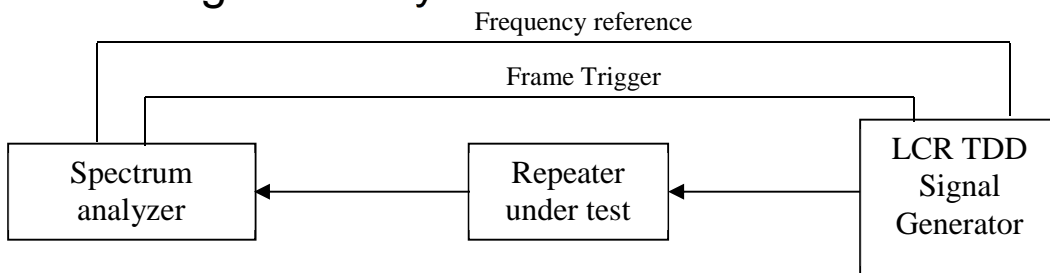 Frequency reference
Frame Trigger
Spectrum
analyzer
Repeater
under test
LCR TDD
Signal
Generator